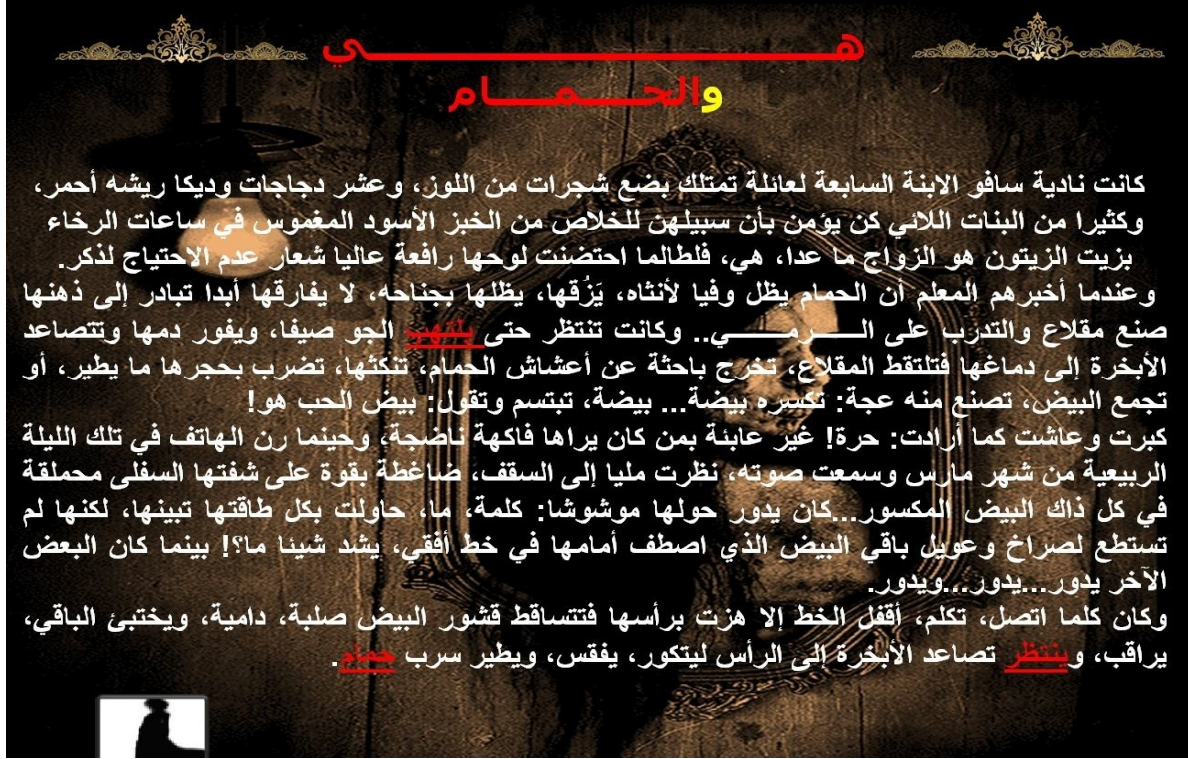 هــــــــــــــــــــــــي
والحــــمــــام
كانت نادية سافو الابنة السابعة لعائلة تمتلك بضع شجرات من اللوز، وعشر دجاجات وديكا ريشه أحمر،
وكثيرا من البنات اللائي كن يؤمن بأن سبيلهن للخلاص من الخبز الأسود المغموس في ساعات الرخاء
بزيت الزيتون هو الزواج ما عدا، هي، فلطالما احتضنت لوحها رافعة عاليا شعار عدم الاحتياج لذكر.
وعندما أخبرهم المعلم أن الحمام يظل وفيا لأنثاه، يَزُقها، يظلها بجناحه، لا يفارقها أبدا تبادر إلى ذهنها
صنع مقلاع والتدرب على الـــــرمـــــــي.. وكانت تنتظر حتى يلتهب الجو صيفا، ويفور دمها وتتصاعد
الأبخرة إلى دماغها فتلتقط المقلاع، تخرج باحثة عن أعشاش الحمام، تنكثها، تضرب بحجرها ما يطير، أو
تجمع البيض، تصنع منه عجة: تكسره بيضة... بيضة، تبتسم وتقول: بيض الحب هو!
كبرت وعاشت كما أرادت: حرة! غير عابئة بمن كان يراها فاكهة ناضجة، وحينما رن الهاتف في تلك الليلة
الربيعية من شهر مارس وسمعت صوته، نظرت مليا إلى السقف، ضاغطة بقوة على شفتها السفلى محملقة
في كل ذاك البيض المكسور...كان يدور حولها موشوشا: كلمة، ما، حاولت بكل طاقتها تبينها، لكنها لم
تستطع لصراخ وعويل باقي البيض الذي اصطف أمامها في خط أفقي، يشد شيئا ما؟! بينما كان البعض
الآخر يدور...يدور...ويدور.
وكان كلما اتصل، تكلم، أقفل الخط إلا هزت برأسها فتتساقط قشور البيض صلبة، دامية، ويختبئ الباقي،
يراقب، وينتظر تصاعد الأبخرة إلى الرأس ليتكور، يفقس، ويطير سرب حمام.